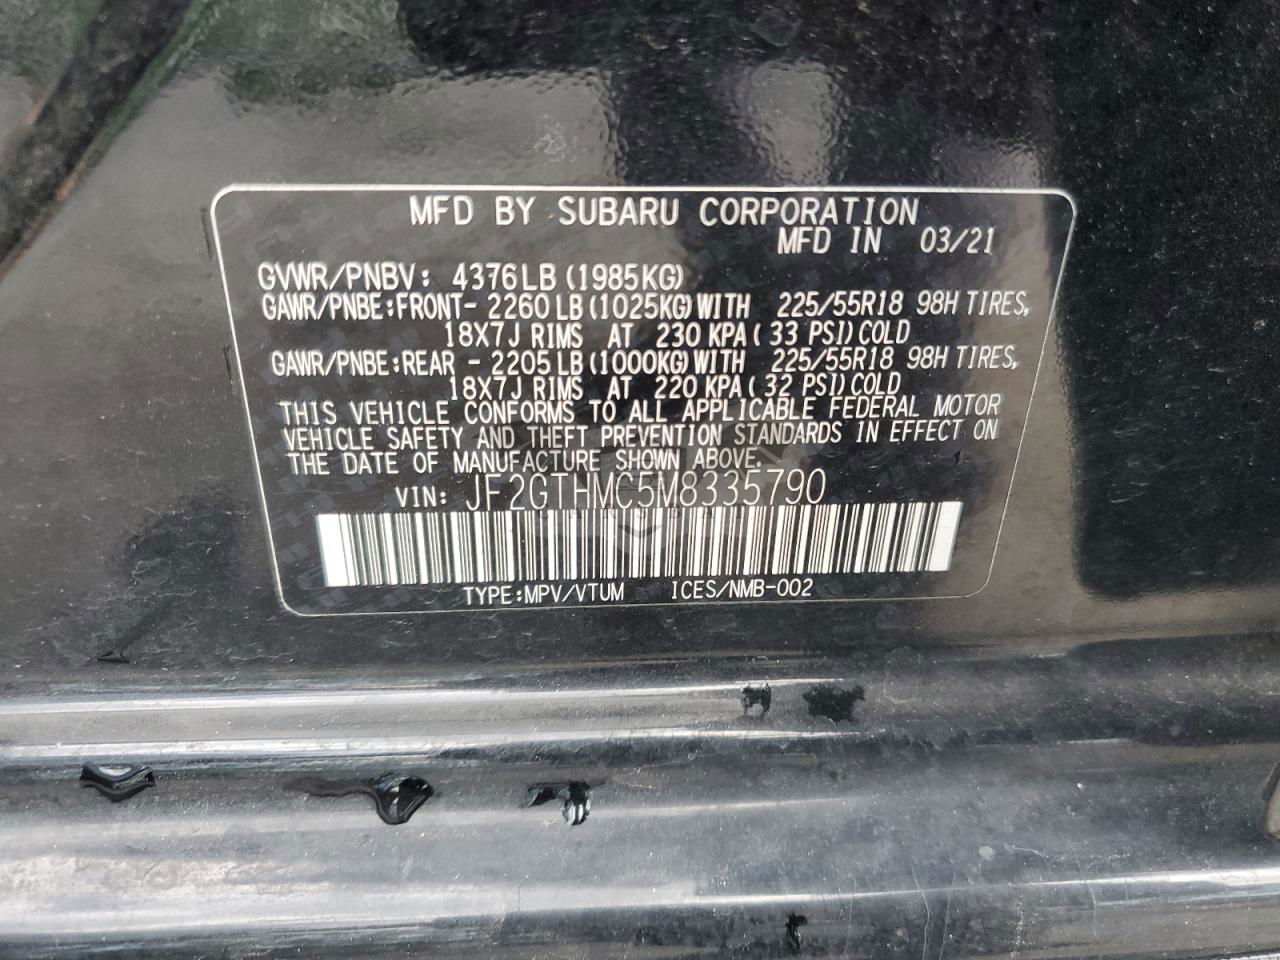 MFD BY SUBARU CORPORATION
MFD IN 03/21
GVWR/PNBV: 4376LB (1985KG)
GAWR/PNBE:FRONT- 2260 LB (1025KG) WITH 225/55R18 98H TIRES,
18X7J RIMS AT 230 KPA ( 33 PSI) COLD
GAWR/PNBE:REAR - 2205 LB (1000KG) WITH 225/55R18 98H TIRES,
18X7J RIMS AT 220 KPA ( 32 PSI) COLD
THIS VEHICLE CONFORMS TO ALL APPLICABLE FEDERAL MOTOR
VEHICLE SAFETY AND THEFT PREVENTION STANDARDS IN EFFECT ON
THE DATE OF MANUFACTURE SHOWN ABOVE.
VIN: JF2GTHMC5M8335790
TYPE:MPV/VTUM ICES/NMB-002